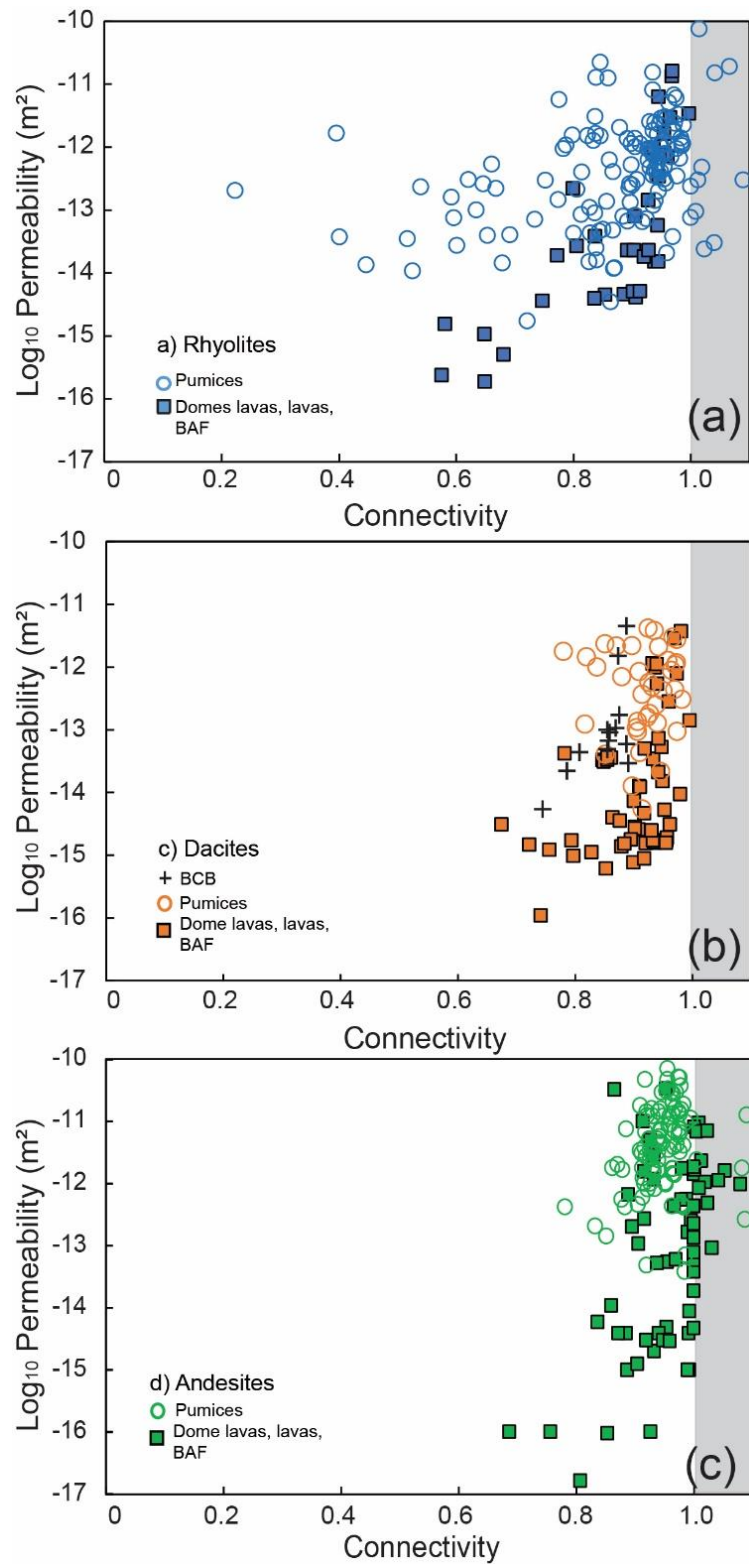 -10
-11
-12
-13
-14
-15
-16
-17
Log₁₀ Permeability (m²)
a) Rhyolites
Pumices
Domes lavas, lavas,
BAF
(a)
0 0.2 0.4 0.6 0.8 1.0
Connectivity
-10
-11
-12
-13
-14
-15
-16
-17
Log₁₀ Permeability (m²)
c) Dacites
BCB
Pumices
Dome lavas, lavas,
BAF
(b)
0 0.2 0.4 0.6 0.8 1.0
Connectivity
-10
-11
-12
-13
-14
-15
-16
-17
Log₁₀ Permeability (m²)
d) Andesites
Pumices
Dome lavas, lavas,
BAF
(c)
0 0.2 0.4 0.6 0.8 1.0
Connectivity